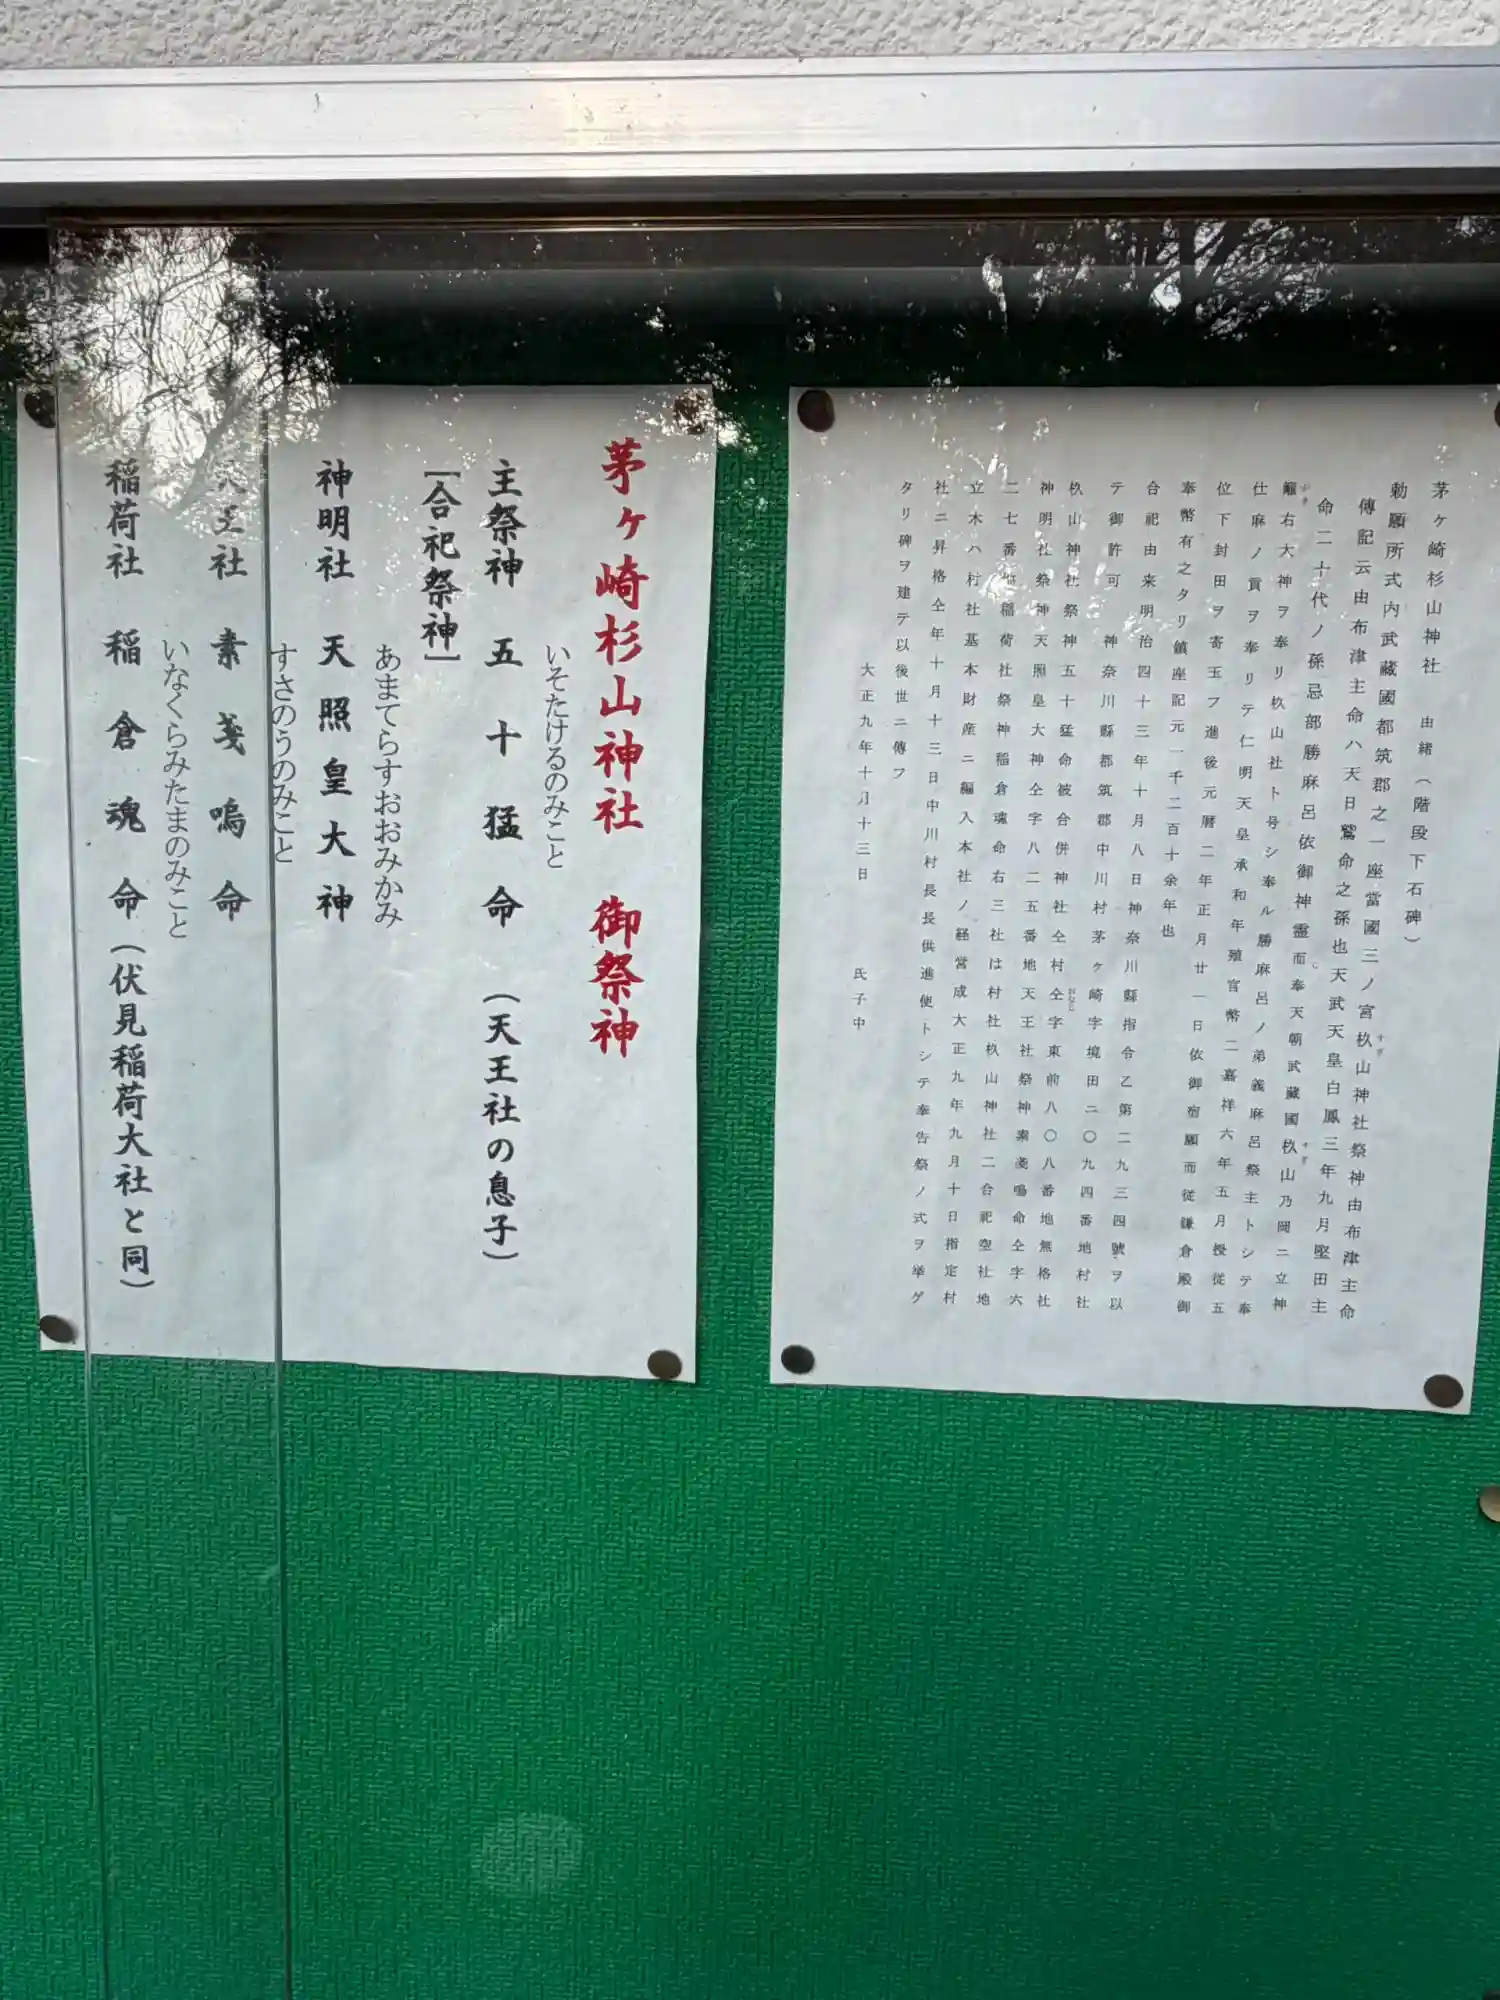 茅ヶ崎杉山神社 由緒(階段下石碑)
勅願所式内武蔵國都筑郡之一座當國三ノ宮杦山神社祭神由布津主命
すぎ
傳記云由布津主命ハ天日鷲命之孫也天武天皇白鳳三年九月堅田主
命二十代ノ孫忌部勝麻呂依御神霊而奉天朝武藏國杦山乃岡ニ立神
すぎ
籬右大神ヲ奉リ杦山社ト号シ奉ル勝麻呂ノ弟義麻呂祭主トシテ奉
仕麻ノ貢ヲ奉リテ仁明天皇承和年殖官幣二嘉祥六年五月授従五
位下封田ヲ寄玉フ進後元暦二年正月廿一日依御宿願而従鎌倉殿御
奉幣有之タリ鎮座記元一千二百十余年也
合祀由来明治四十三年十月八日神奈川縣指令乙第二九三四號ヲ以
テ御許可 神奈川縣都筑郡中川村茅ヶ崎字境田二〇九四番地村社
杦山神社祭神五十猛命被合併神社仝村仝字東前八〇八番地無格社
おなじ
神明社祭神天照皇大神仝字八二五番地天王社祭神素戔嗚命仝字六
二七番地稲荷社祭神稲倉魂命右三社は村社杦山神社二合祀空社地
立木ハ村社基本財産ニ編入本社ノ経営成大正九年九月十日指定村
社ニ昇格仝年十月十三日中川村長長供進使トシテ奉告祭ノ式ヲ挙ゲ
タリ碑ヲ建テ以後世ニ傳フ
大正九年十月十三日 氏子中
茅ヶ崎杉山神社 御祭神
いそたけるのみこと
主祭神 五十猛命 (天王社の息子)
[合祀祭神]
あまてらすおおみかみ
神明社 天照皇大神
すさのうのみこと
天王社 素戔嗚命
いなくらみたまのみこと
稲荷社 稲倉魂命(伏見稲荷大社と同)